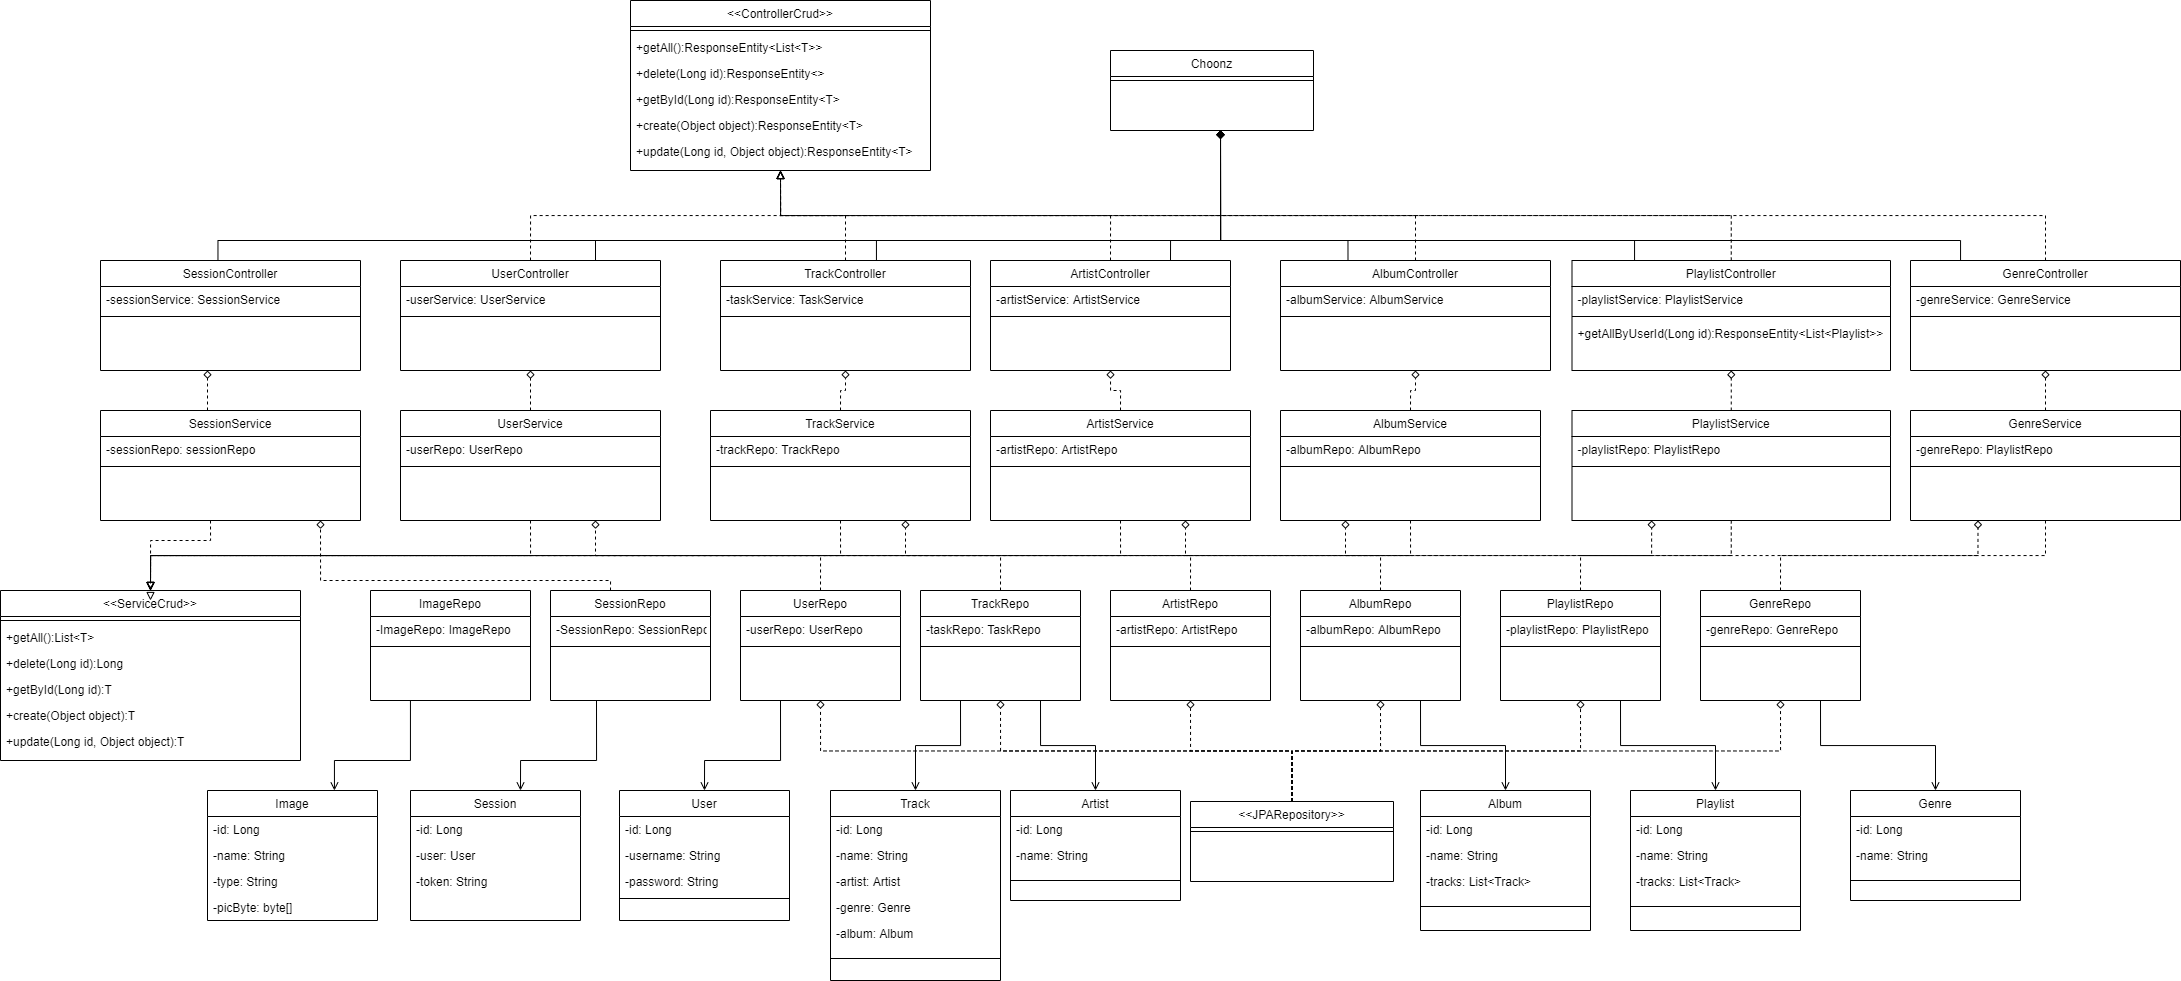 <<ControllerCrud>>
+getAll():ResponseEntity<List<T>>
+delete(Long id):ResponseEntity<>
+getById(Long id):ResponseEntity<T>
+create(Object object):ResponseEntity<T>
+update(Long id, Object object):ResponseEntity<T>
Choonz
SessionController
-sessionService: SessionService
UserController
-userService: UserService
TrackController
-taskService: TaskService
ArtistController
-artistService: ArtistService
AlbumController
-albumService: AlbumService
PlaylistController
-playlistService: PlaylistService
+getAllByUserId(Long id):ResponseEntity<List<Playlist>>
GenreController
-genreService: GenreService
SessionService
-sessionRepo: sessionRepo
UserService
-userRepo: UserRepo
TrackService
-trackRepo: TrackRepo
ArtistService
-artistRepo: ArtistRepo
AlbumService
-albumRepo: AlbumRepo
PlaylistService
-playlistRepo: PlaylistRepo
GenreService
-genreRepo: PlaylistRepo
<<ServiceCrud>>
+getAll():List<T>
+delete(Long id):Long
+getById(Long id):T
+create(Object object):T
+update(Long id, Object object):T
ImageRepo
-ImageRepo: ImageRepo
SessionRepo
-SessionRepo: SessionRepo
UserRepo
-userRepo: UserRepo
TrackRepo
-taskRepo: TaskRepo
ArtistRepo
-artistRepo: ArtistRepo
AlbumRepo
-albumRepo: AlbumRepo
PlaylistRepo
-playlistRepo: PlaylistRepo
GenreRepo
-genreRepo: GenreRepo
Image
-id: Long
-name: String
-type: String
-picByte: byte[]
Session
-id: Long
-user: User
-token: String
User
-id: Long
-username: String
-password: String
Track
-id: Long
-name: String
-artist: Artist
-genre: Genre
-album: Album
Artist
-id: Long
-name: String
<<JPARepository>>
Album
-id: Long
-name: String
-tracks: List<Track>
Playlist
-id: Long
-name: String
-tracks: List<Track>
Genre
-id: Long
-name: String